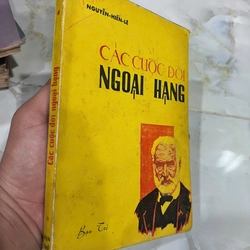 NGUYỄN-HIẾN-LÊ
CÁC CUỘC ĐỜI
NGOẠI HẠNG
Các cuộc đời ngoại hạng